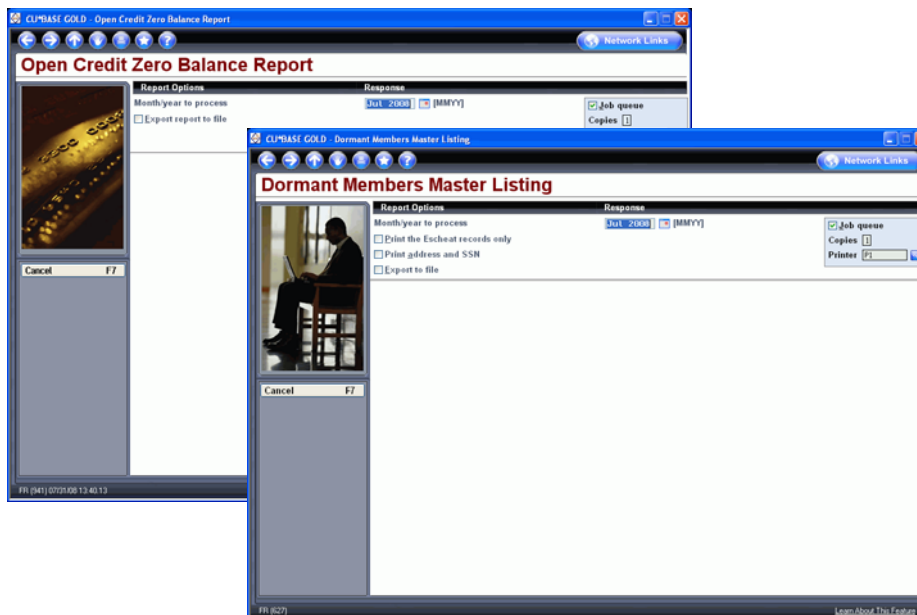 CU*BASE GOLD - Open Credit Zero Balance Report
Network Links
Open Credit Zero Balance Report
Report Options Response
Month/year to process Jul 2008 [MMYY]
Export report to file
Job queue
Copies 1
Cancel F7
FR (941) 07/31/08 13:40:13
CU*BASE GOLD - Dormant Members Master Listing
Network Links
Dormant Members Master Listing
Report Options Response
Month/year to process Jul 2008 [MMYY]
Print the Escheat records only
Print address and SSN
Export to file
Job queue
Copies 1
Printer P1
Cancel F7
FR (627)
Learn About This Feature